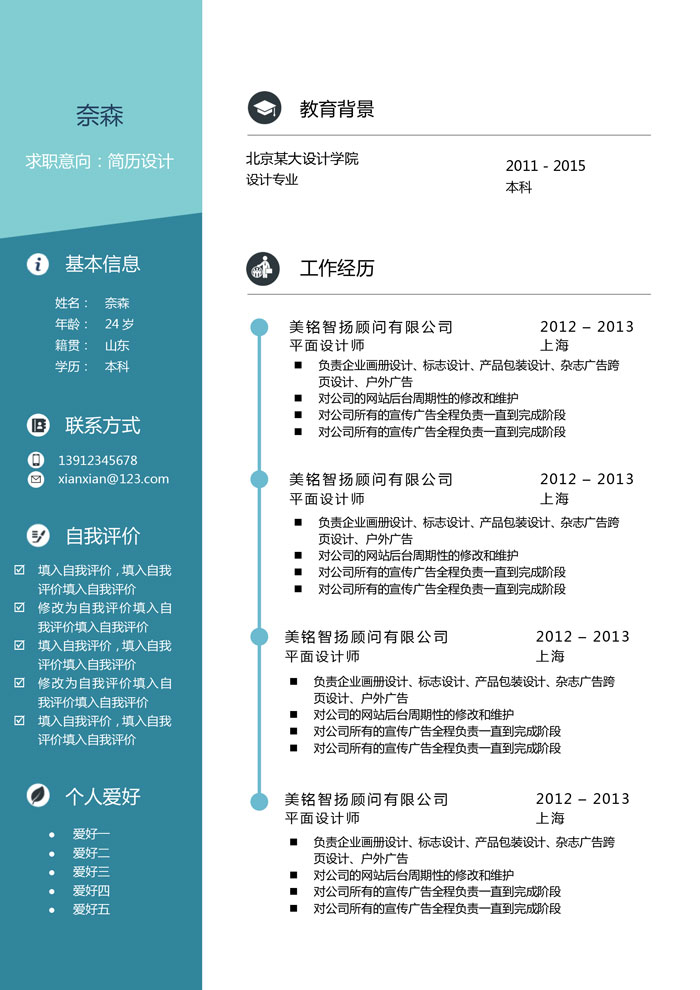 奈森
求职意向：简历设计
基本信息
姓名： 奈森
年龄： 24 岁
籍贯： 山东
学历： 本科
联系方式
13912345678
xianxian@123.com
自我评价
填入自我评价，填入自我
评价填入自我评价
修改为自我评价填入自
我评价填入自我评价
填入自我评价，填入自我
评价填入自我评价
修改为自我评价填入自
我评价填入自我评价
填入自我评价，填入自我
评价填入自我评价
个人爱好
爱好一
爱好二
爱好三
爱好四
爱好五
教育背景
北京某大设计学院
设计专业
2011 - 2015
本科
工作经历
美铭智扬顾问有限公司 2012 – 2013
平面设计师 上海
负责企业画册设计、标志设计、产品包装设计、杂志广告跨
页设计、户外广告
对公司的网站后台周期性的修改和维护
对公司所有的宣传广告全程负责一直到完成阶段
对公司所有的宣传广告全程负责一直到完成阶段
美铭智扬顾问有限公司 2012 – 2013
平面设计师 上海
负责企业画册设计、标志设计、产品包装设计、杂志广告跨
页设计、户外广告
对公司的网站后台周期性的修改和维护
对公司所有的宣传广告全程负责一直到完成阶段
对公司所有的宣传广告全程负责一直到完成阶段
美铭智扬顾问有限公司 2012 – 2013
平面设计师 上海
负责企业画册设计、标志设计、产品包装设计、杂志广告跨
页设计、户外广告
对公司的网站后台周期性的修改和维护
对公司所有的宣传广告全程负责一直到完成阶段
对公司所有的宣传广告全程负责一直到完成阶段
美铭智扬顾问有限公司 2012 – 2013
平面设计师 上海
负责企业画册设计、标志设计、产品包装设计、杂志广告跨
页设计、户外广告
对公司的网站后台周期性的修改和维护
对公司所有的宣传广告全程负责一直到完成阶段
对公司所有的宣传广告全程负责一直到完成阶段